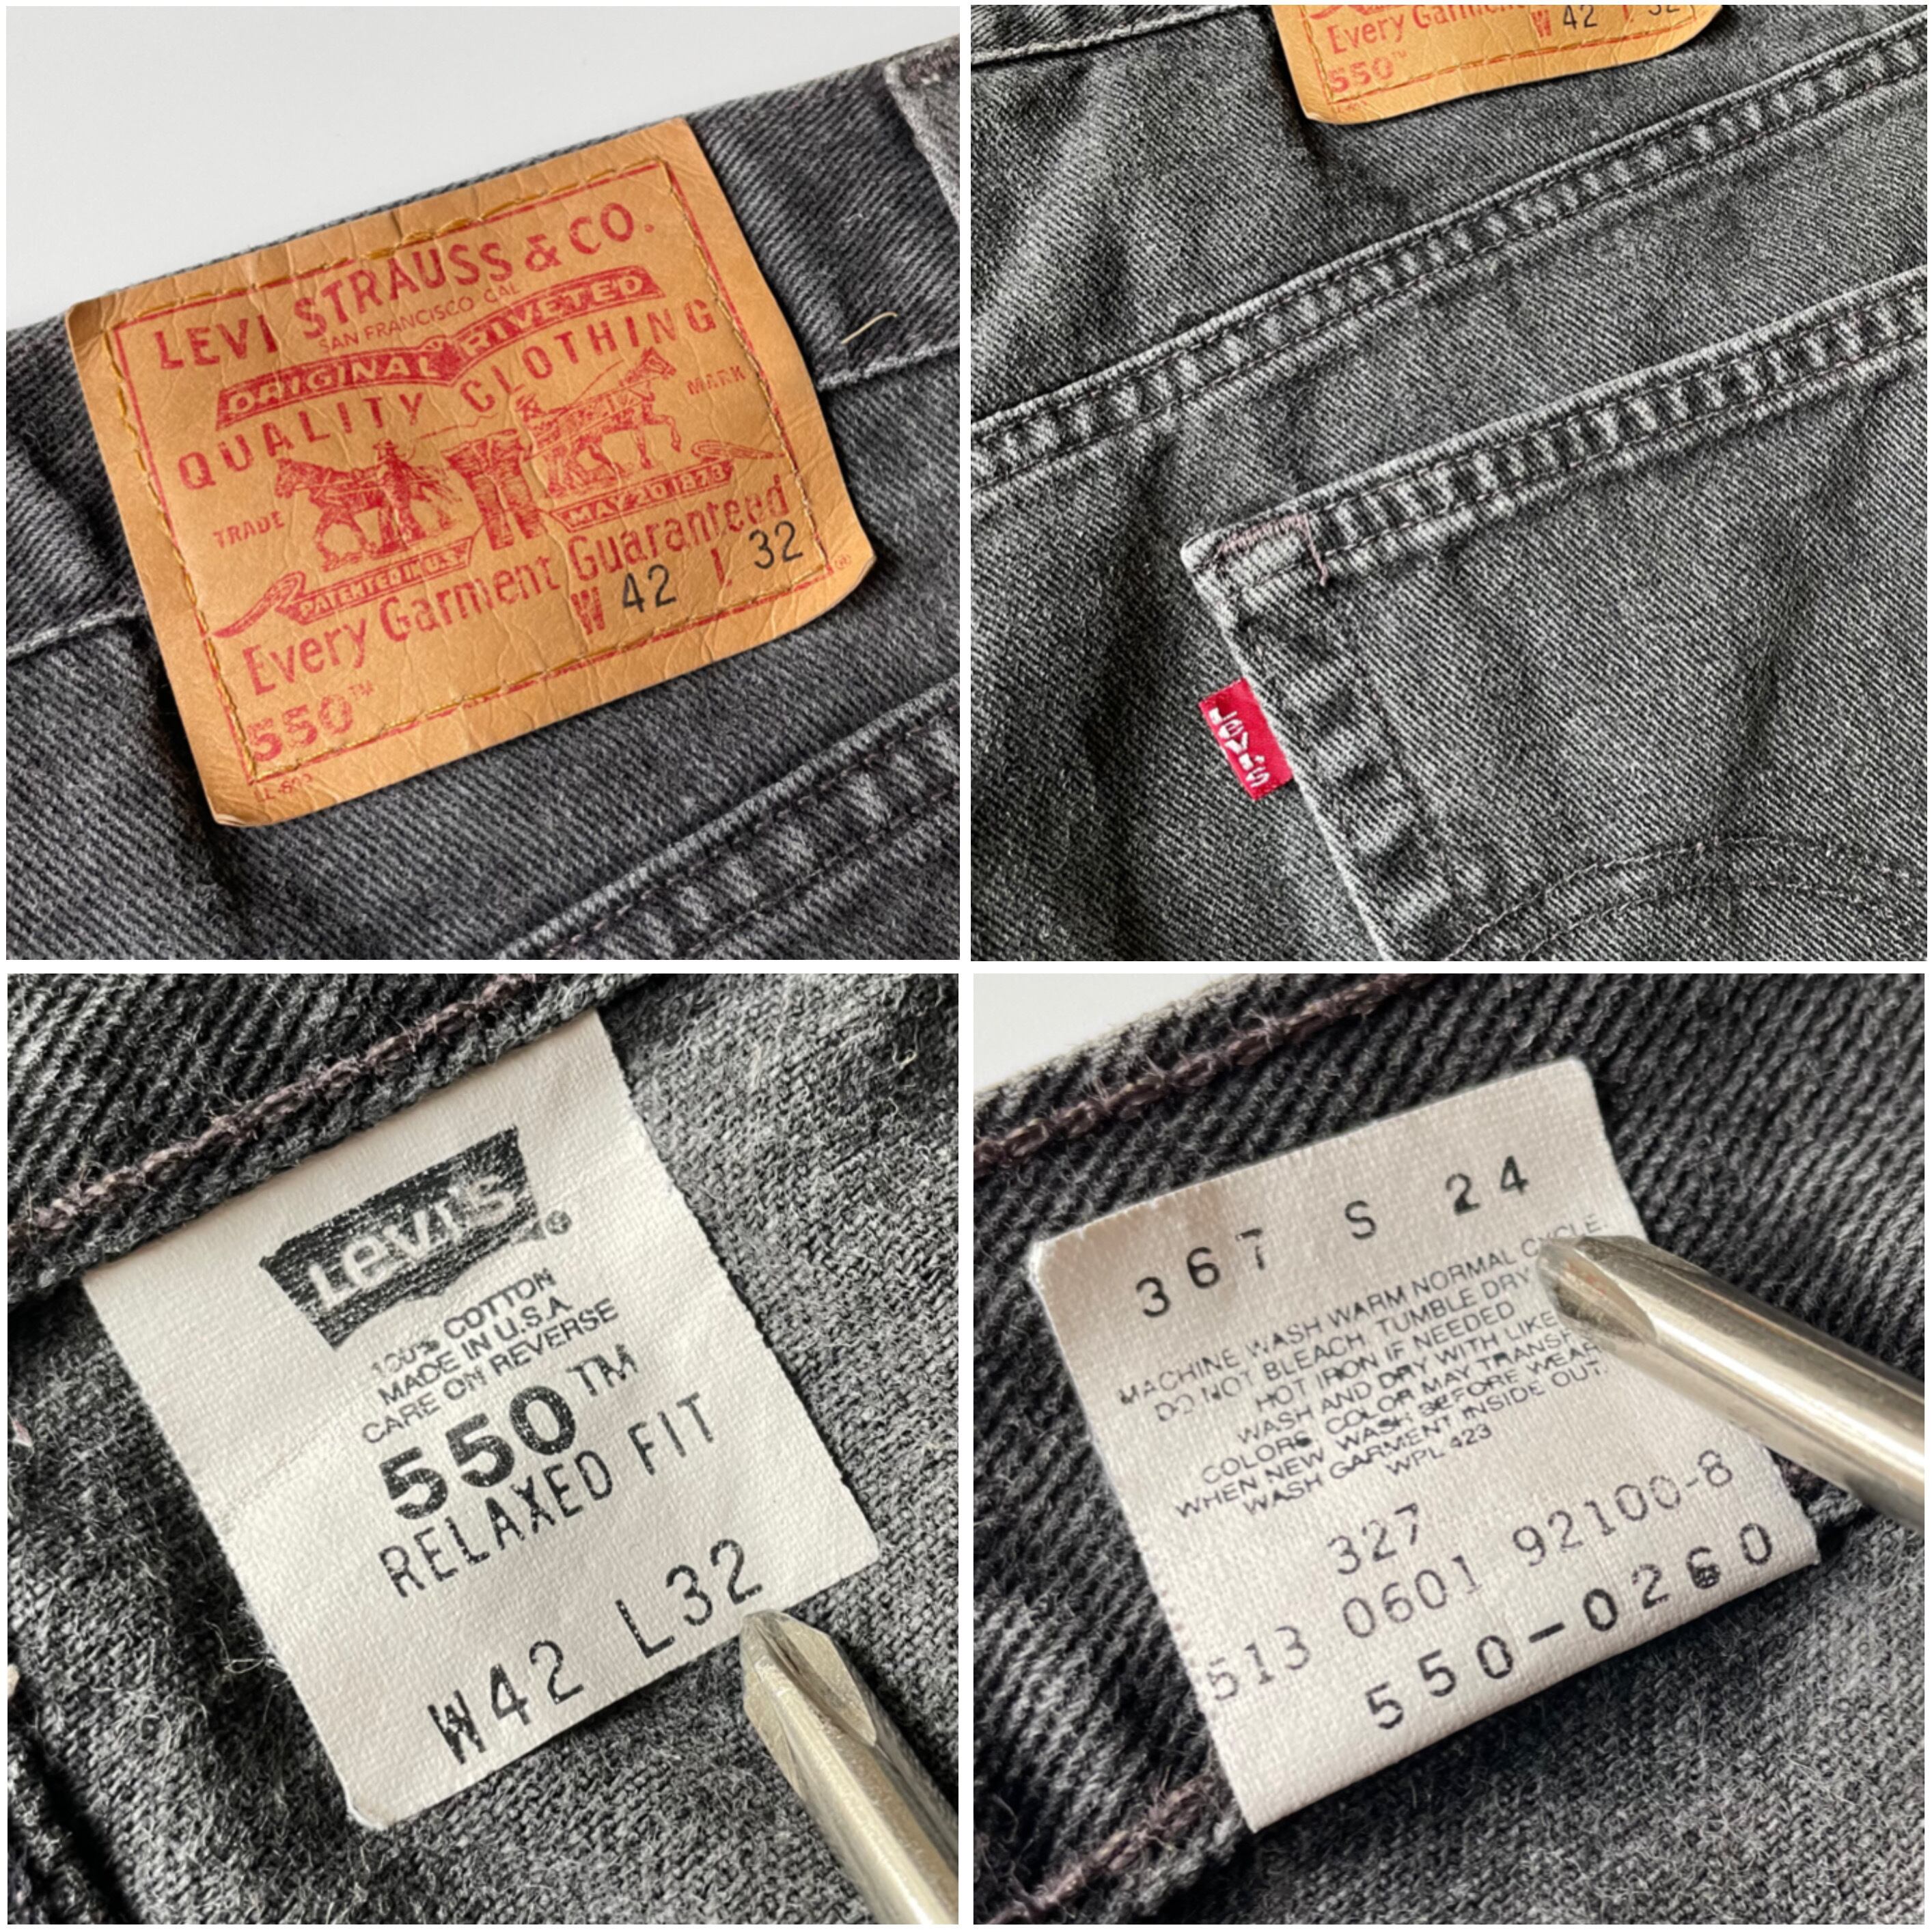 LEVI STRAUSS & CO.
SAN FRANCISCO CAL
ORIGINAL RIVETED
QUALITY CLOTHING
TRADE MARK
PATENTED IN U.S. MAY 20 1873
Every Garment Guaranteed
W 42 L 32
550™
®
Every Garment
W 42 L 32
550™
LEVI'S
Levi's®
100% COTTON
MADE IN U.S.A.
CARE ON REVERSE
550™
RELAXED FIT
W42 L32
367 S 24
MACHINE WASH WARM NORMAL CYCLE.
DO NOT BLEACH, TUMBLE DRY
HOT IRON IF NEEDED
WASH AND DRY WITH LIKE
COLORS. COLOR MAY TRANSFER
WHEN NEW. WASH BEFORE WEAR.
WASH GARMENT INSIDE OUT.
WPL 423
327
513 0601 92100-8
550-0260